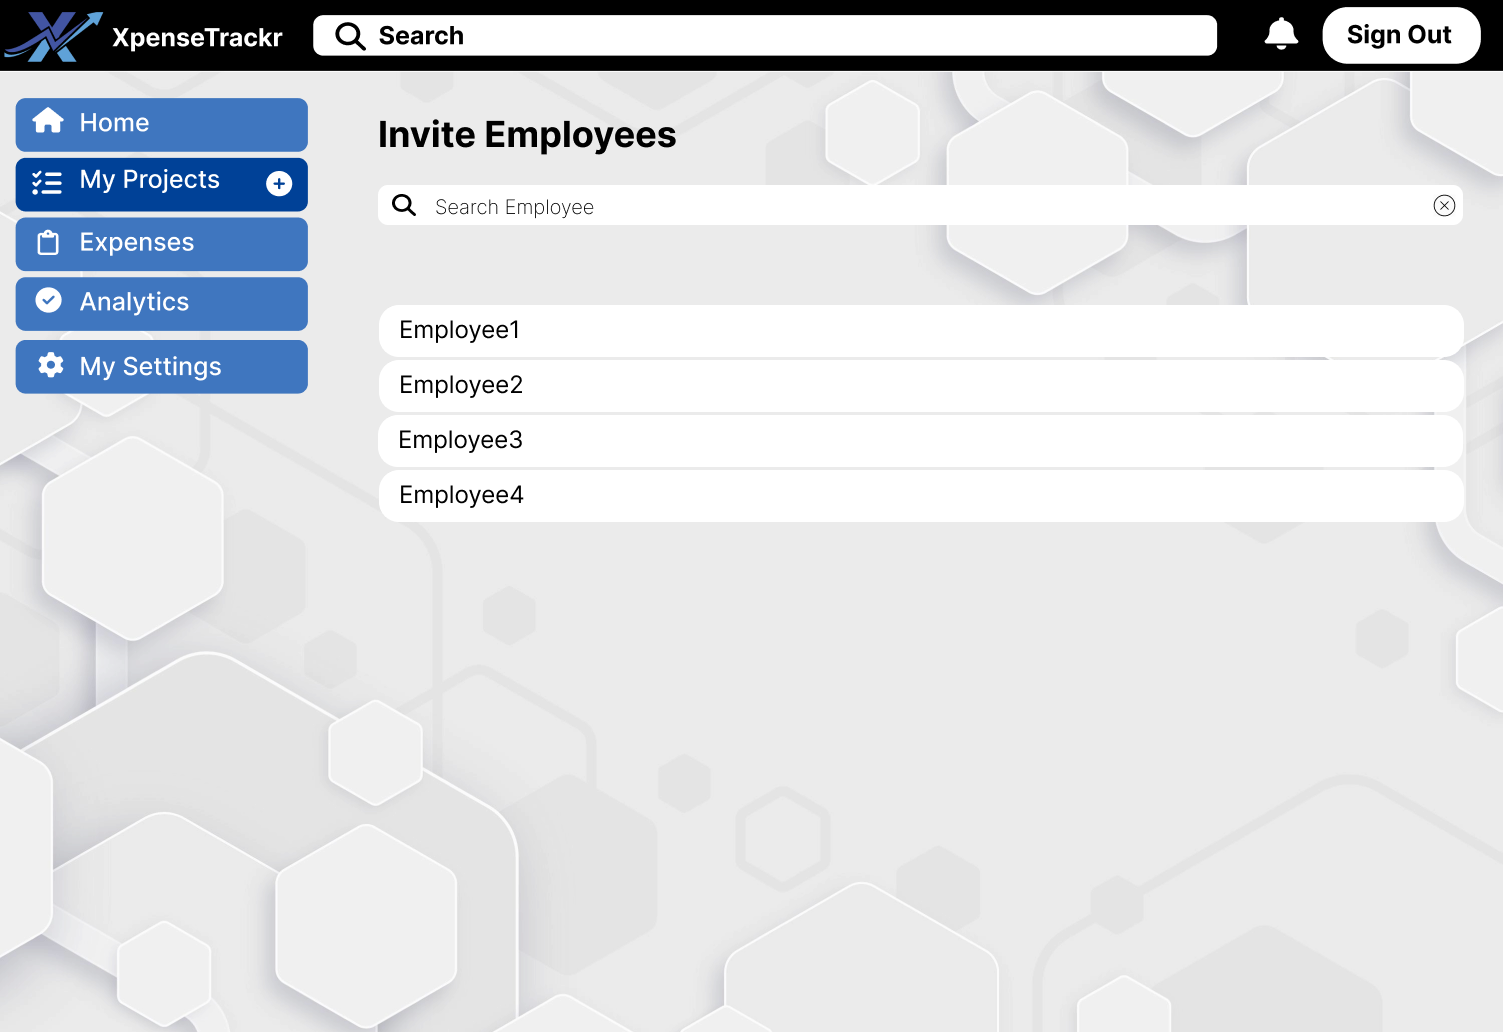 XpenseTrackr
Search
Sign Out
Home
My Projects
Expenses
Analytics
My Settings
Invite Employees
Search Employee
Employee1
Employee2
Employee3
Employee4